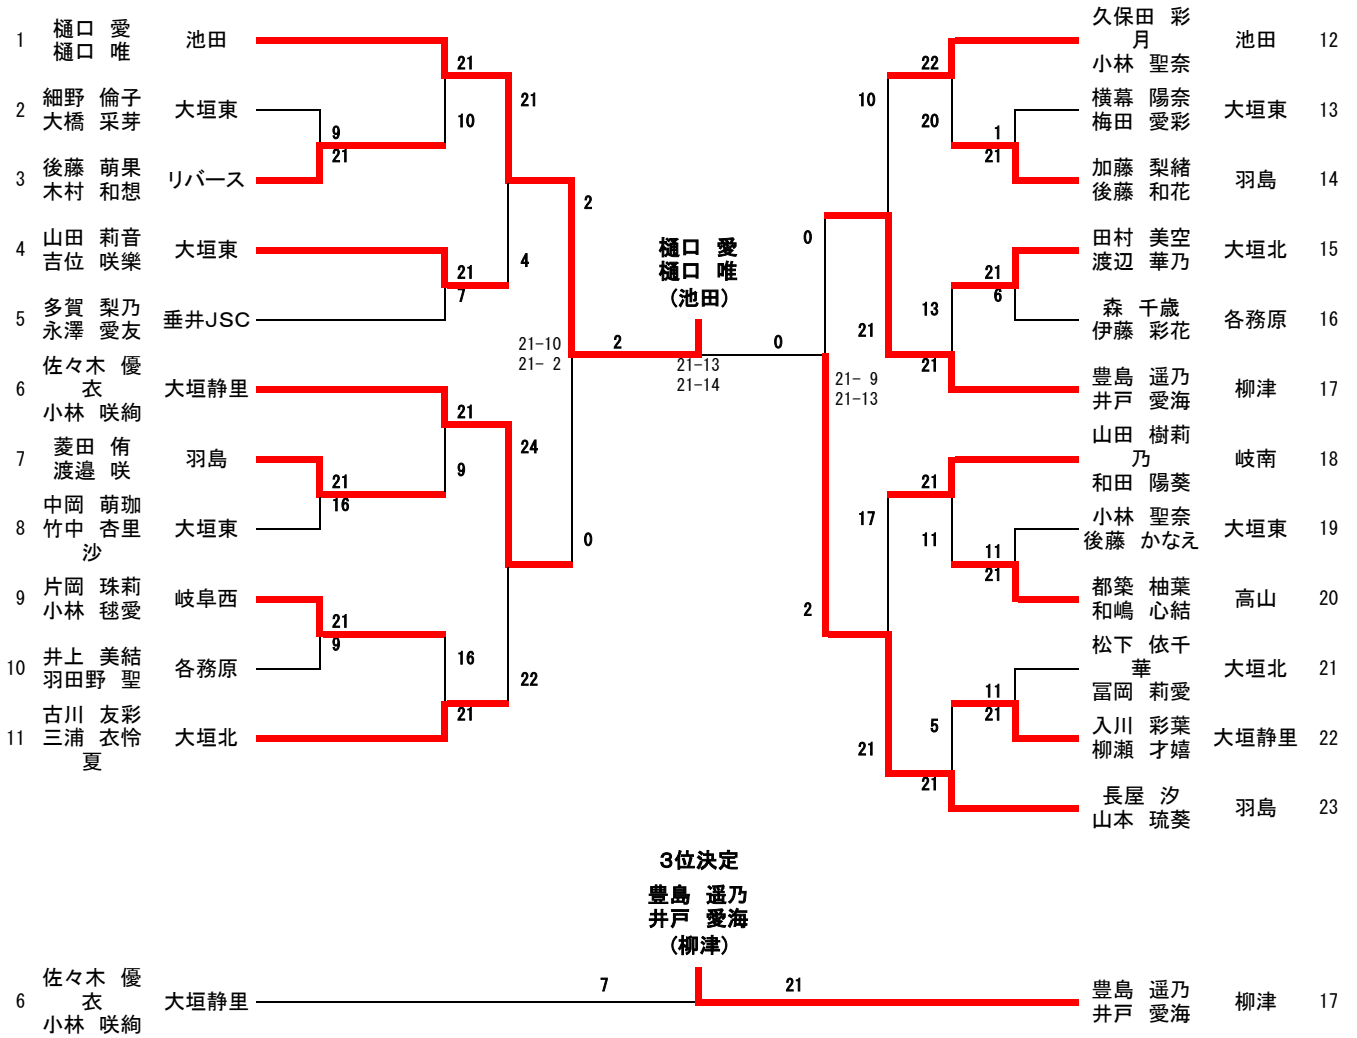 1 樋口 愛 池田
樋口 唯
2 細野 倫子 大垣東
大橋 采芽
3 後藤 萌果 リバース
木村 和想
4 山田 莉音 大垣東
吉位 咲樂
5 多賀 梨乃 垂井JSC
永澤 愛友
6 佐々木 優 大垣静里
衣
小林 咲絢
7 菱田 侑 羽島
渡邉 咲
8 中岡 萌珈 大垣東
竹中 杏里
沙
9 片岡 珠莉 岐阜西
小林 毬愛
10 井上 美結 各務原
羽田野 聖
11 古川 友彩 大垣北
三浦 衣怜
夏
9
21
21
16
21
9
21
10
21
7
21
9
16
21
21
4
24
22
2
0
21-10
21- 2
2
樋口 愛
樋口 唯
(池田)
21-13
21-14
0
21- 9
21-13
0
2
10
21
17
21
22
20
13
21
21
11
5
21
1
21
21
6
11
21
11
21
久保田 彩 池田 12
月
小林 聖奈
横幕 陽奈 大垣東 13
梅田 愛彩
加藤 梨緒 羽島 14
後藤 和花
田村 美空 大垣北 15
渡辺 華乃
森 千歳 各務原 16
伊藤 彩花
豊島 遥乃 柳津 17
井戸 愛海
山田 樹莉 岐南 18
乃
和田 陽葵
小林 聖奈 大垣東 19
後藤 かなえ
都築 柚葉 高山 20
和嶋 心結
松下 依千 大垣北 21
華
冨岡 莉愛
入川 彩葉 大垣静里 22
柳瀬 才嬉
長屋 汐 羽島 23
山本 琉葵
3位決定
豊島 遥乃
井戸 愛海
(柳津)
6 佐々木 優 大垣静里
衣
小林 咲絢
7
21
豊島 遥乃 柳津 17
井戸 愛海